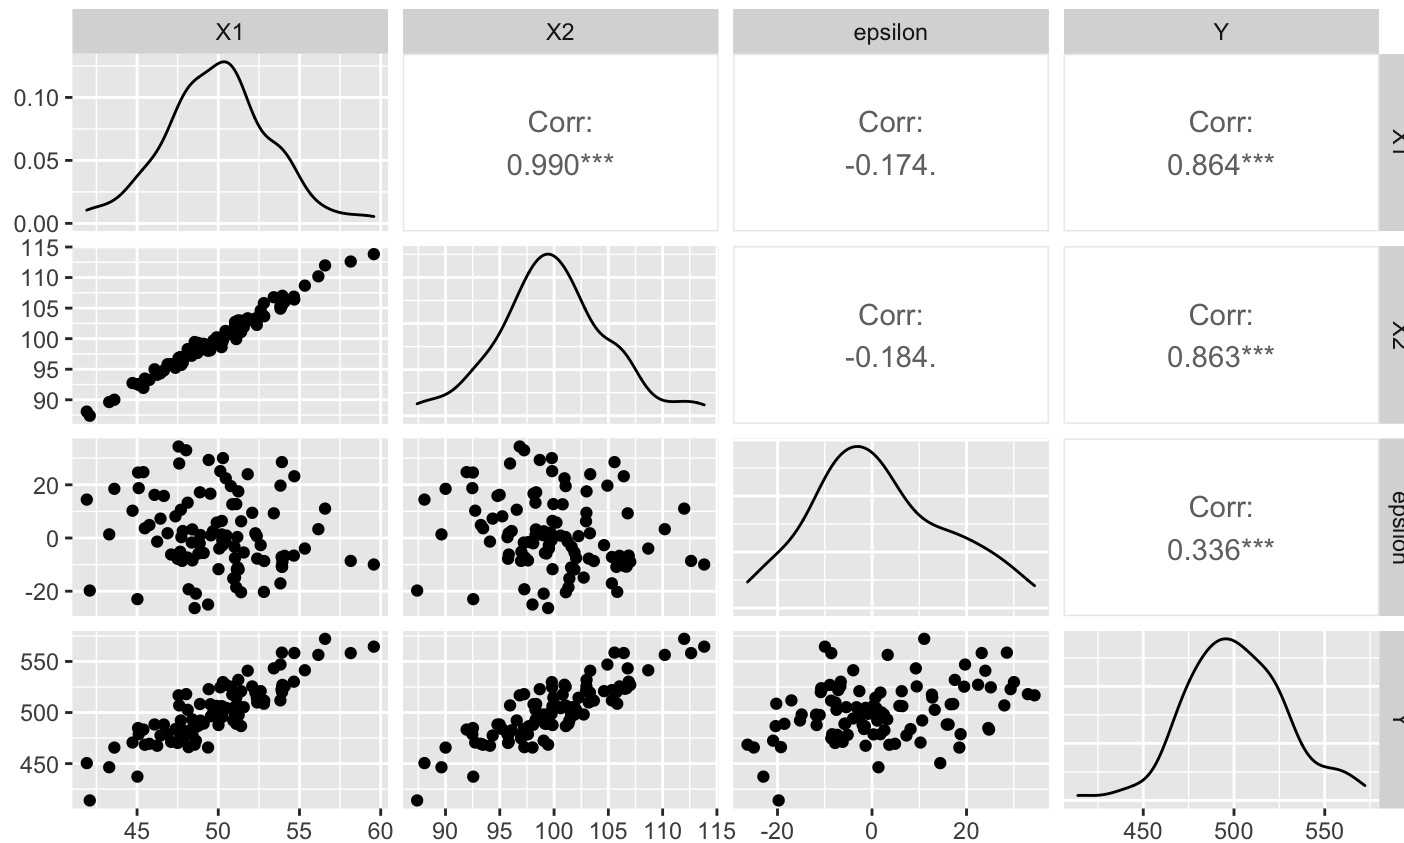 X1 X2 epsilon Y
0.10
0.05
0.00
Corr:
0.990***
Corr:
-0.174.
Corr:
0.864***
X1
115
110
105
100
95
90
Corr:
-0.184.
Corr:
0.863***
X2
20
0
-20
Corr:
0.336***
epsilon
550
500
450
Y
45 50 55 60 90 95 100 105 110 115 -20 0 20 450 500 550